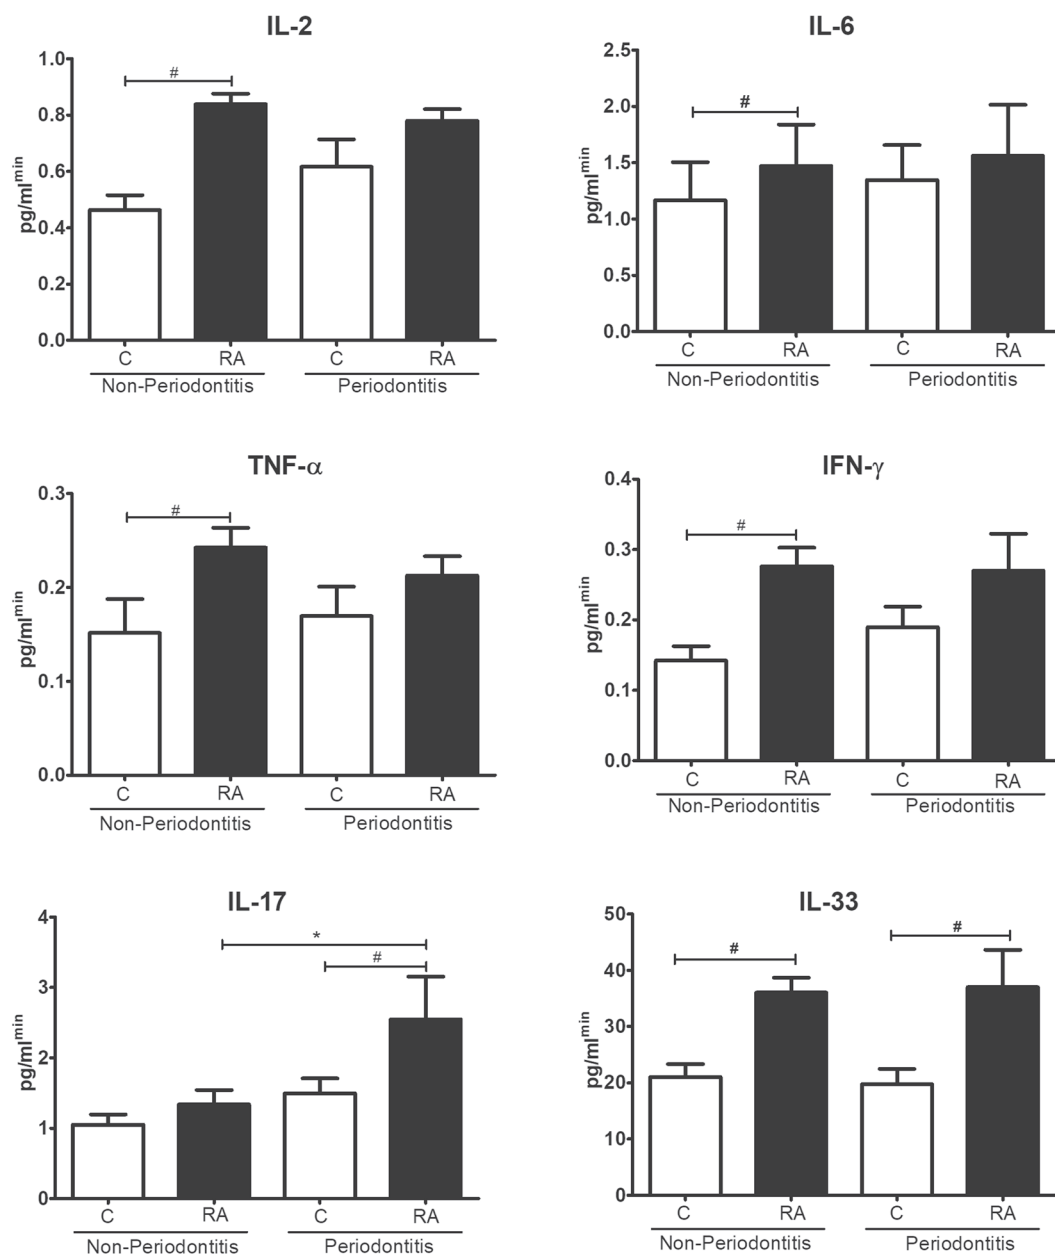 IL-2
1.0
0.8
0.6
0.4
0.2
0.0
pg/ml^min
#
C RA C RA
Non-Periodontitis Periodontitis
IL-6
2.5
2.0
1.5
1.0
0.5
0.0
pg/ml^min
#
C RA C RA
Non-Periodontitis Periodontitis
TNF-α
0.3
0.2
0.1
0.0
pg/ml^min
#
C RA C RA
Non-Periodontitis Periodontitis
IFN-γ
0.4
0.3
0.2
0.1
0.0
pg/ml^min
#
C RA C RA
Non-Periodontitis Periodontitis
IL-17
4
3
2
1
0
pg/ml^min
*
#
C RA C RA
Non-Periodontitis Periodontitis
IL-33
50
40
30
20
10
0
pg/ml^min
# #
C RA C RA
Non-Periodontitis Periodontitis